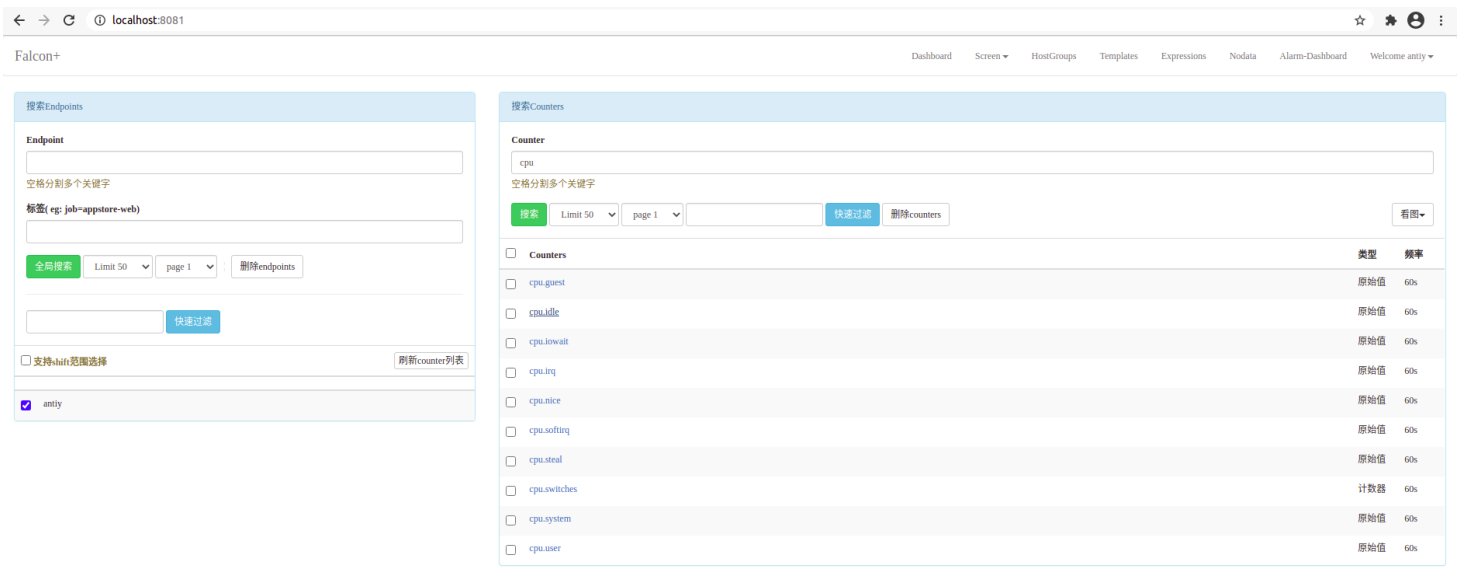 localhost:8081
Falcon+
Dashboard Screen HostGroups Templates Expressions Nodata Alarm-Dashboard Welcome antiy
搜索Endpoints
Endpoint
空格分割多个关键字
标签( eg: job=appstore-web)
全局搜索 Limit 50 page 1 删除endpoints
快速过滤
支持shift范围选择 刷新counter列表
antiy
搜索Counters
Counter
cpu
空格分割多个关键字
搜索 Limit 50 page 1 快速过滤 删除counters 看图
Counters 类型 频率
cpu.guest 原始值 60s
cpu.idle 原始值 60s
cpu.iowait 原始值 60s
cpu.irq 原始值 60s
cpu.nice 原始值 60s
cpu.softirq 原始值 60s
cpu.steal 原始值 60s
cpu.switches 计数器 60s
cpu.system 原始值 60s
cpu.user 原始值 60s